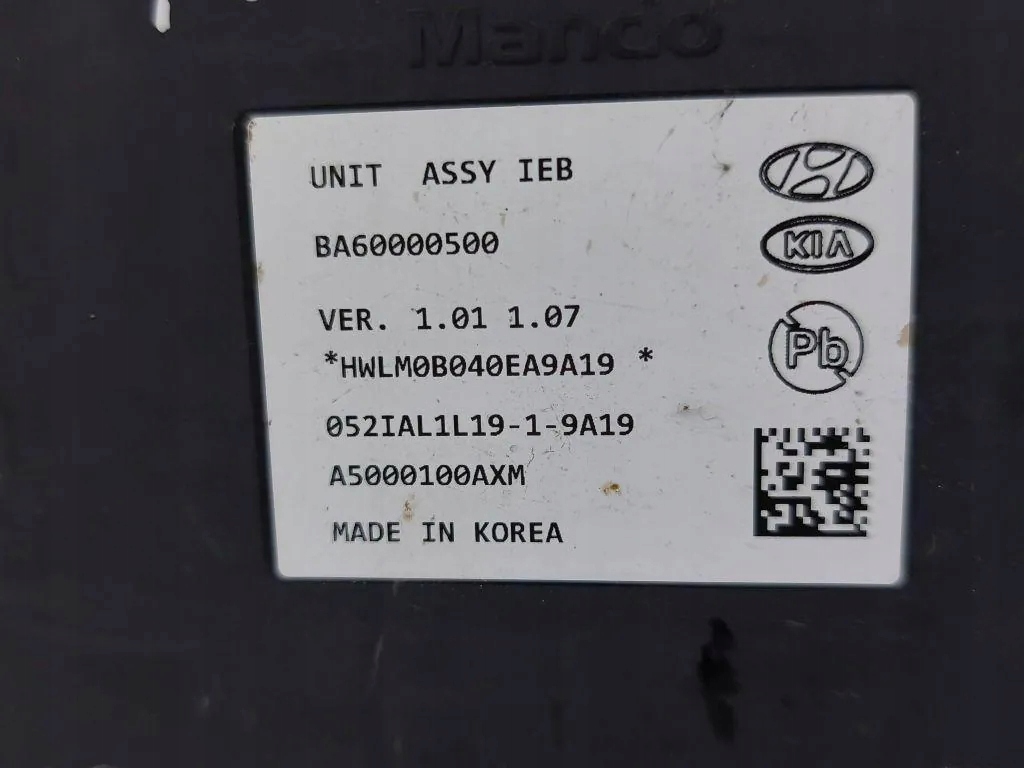 Mando
UNIT ASSY IEB
BA60000500
KIA
VER. 1.01 1.07
Pb
*HWLM0B040EA9A19 *
052IAL1L19-1-9A19
A5000100AXM
MADE IN KOREA